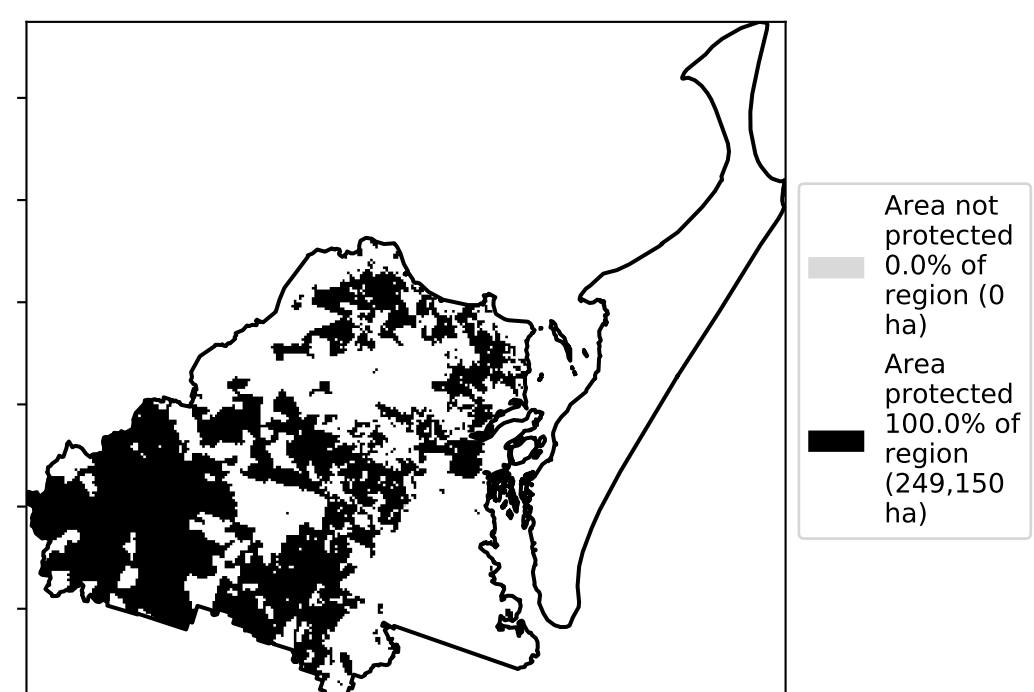 Area not
protected
0.0% of
region (0
ha)
Area
protected
100.0% of
region
(249,150
ha)